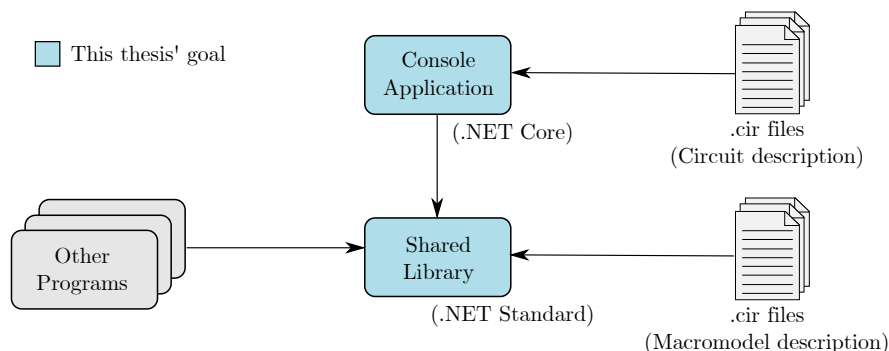 This thesis' goal
Console
Application
(.NET Core)
.cir files
(Circuit description)
Other
Programs
Shared
Library
(.NET Standard)
.cir files
(Macromodel description)